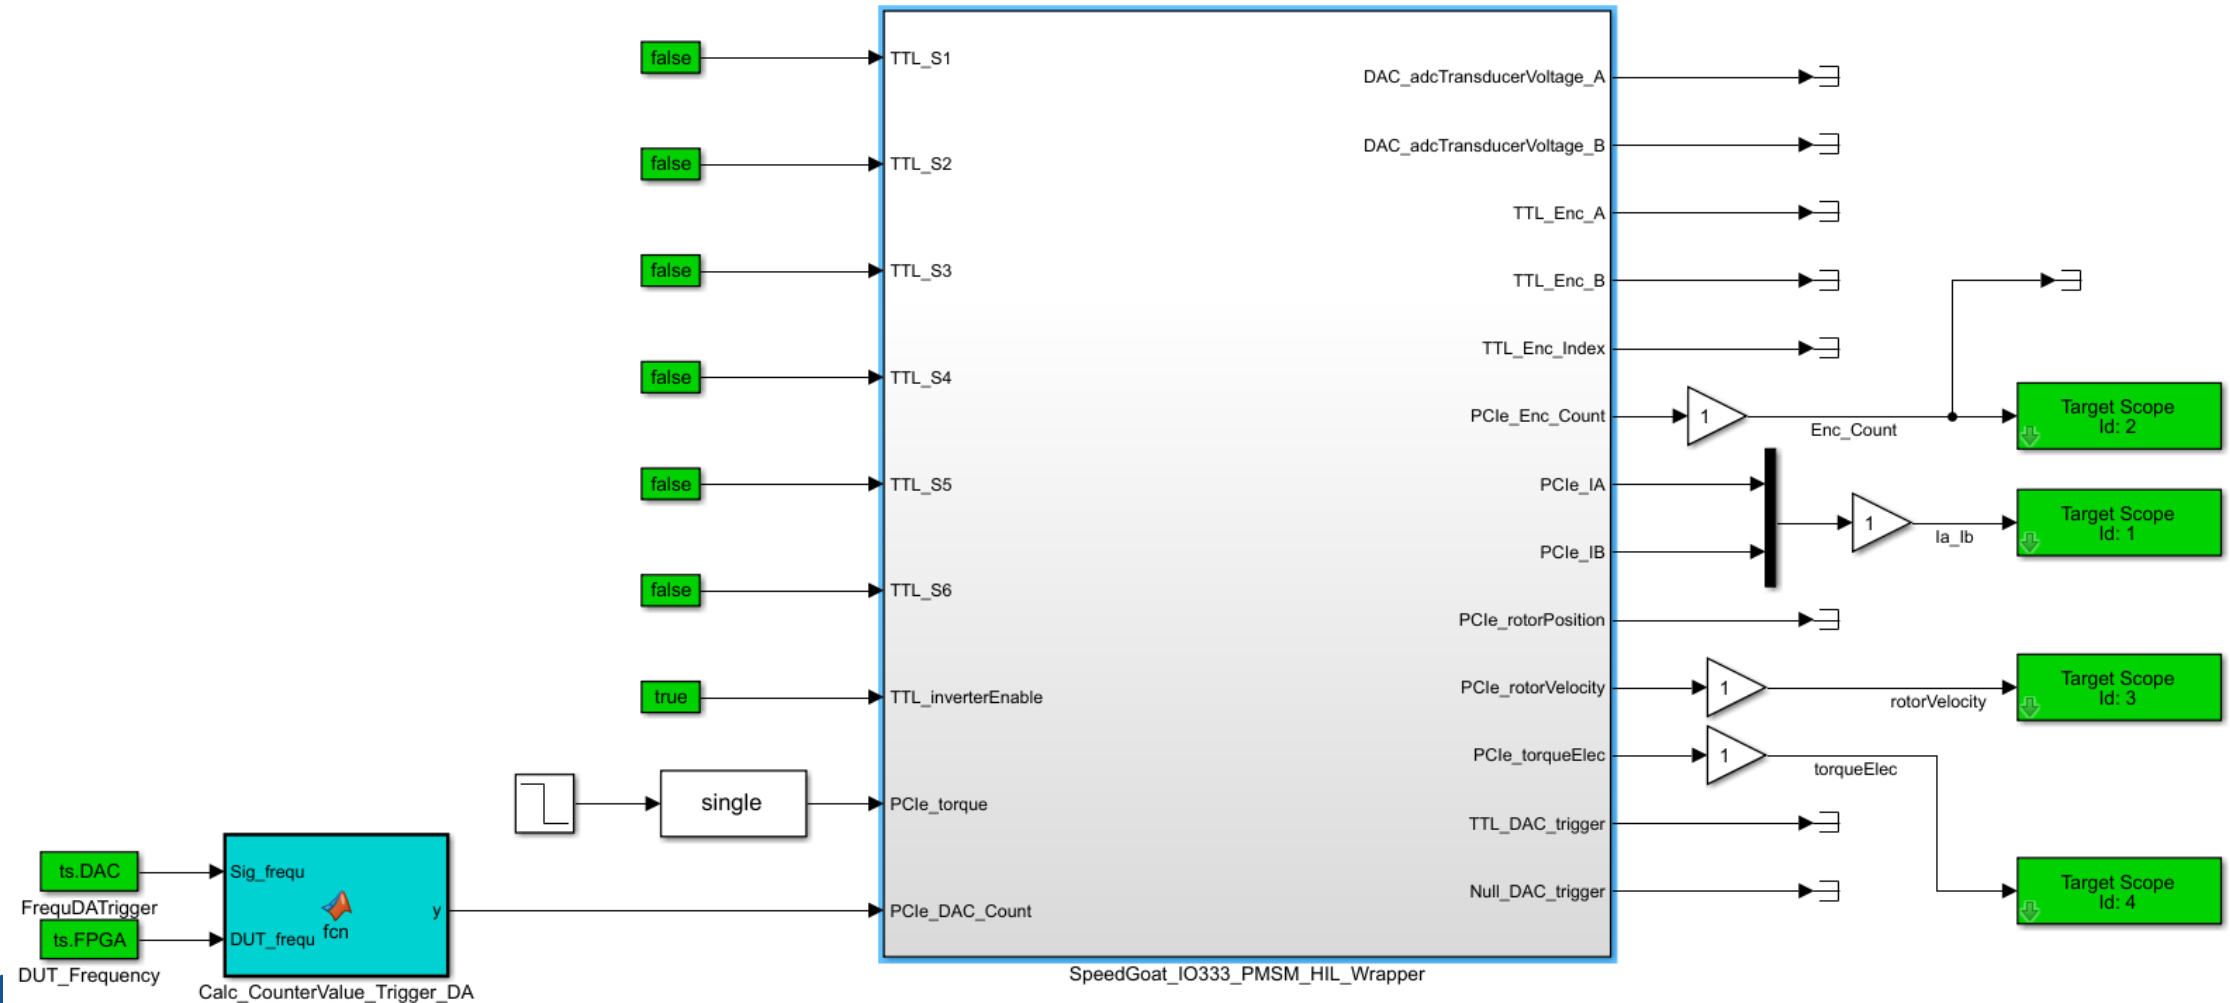 false
TTL_S1
false
TTL_S2
false
TTL_S3
false
TTL_S4
false
TTL_S5
false
TTL_S6
true
TTL_inverterEnable
single
PCIe_torque
ts.DAC
FrequDATrigger
ts.FPGA
DUT_Frequency
Sig_frequ
DUT_frequ
fcn
y
Calc_CounterValue_Trigger_DA
PCIe_DAC_Count
SpeedGoat_IO333_PMSM_HIL_Wrapper
DAC_adcTransducerVoltage_A
DAC_adcTransducerVoltage_B
TTL_Enc_A
TTL_Enc_B
TTL_Enc_Index
PCIe_Enc_Count
1
Enc_Count
Target Scope
Id: 2
PCIe_IA
PCIe_IB
1
Ia_Ib
Target Scope
Id: 1
PCIe_rotorPosition
PCIe_rotorVelocity
1
rotorVelocity
Target Scope
Id: 3
PCIe_torqueElec
1
torqueElec
TTL_DAC_trigger
Null_DAC_trigger
Target Scope
Id: 4